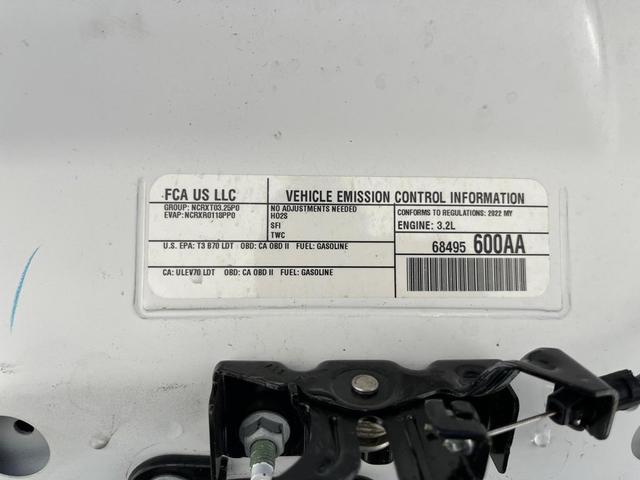 FCA US LLC
VEHICLE EMISSION CONTROL INFORMATION
GROUP: NCRXT03.25P0
EVAP: NCRXR0118PP0
NO ADJUSTMENTS NEEDED
HO2S
SFI
TWC
CONFORMS TO REGULATIONS: 2022 MY
ENGINE: 3.2L
U.S. EPA: T3 B70 LDT OBD: CA OBD II FUEL: GASOLINE
68495 600AA
CA: ULEV70 LDT OBD: CA OBD II FUEL: GASOLINE